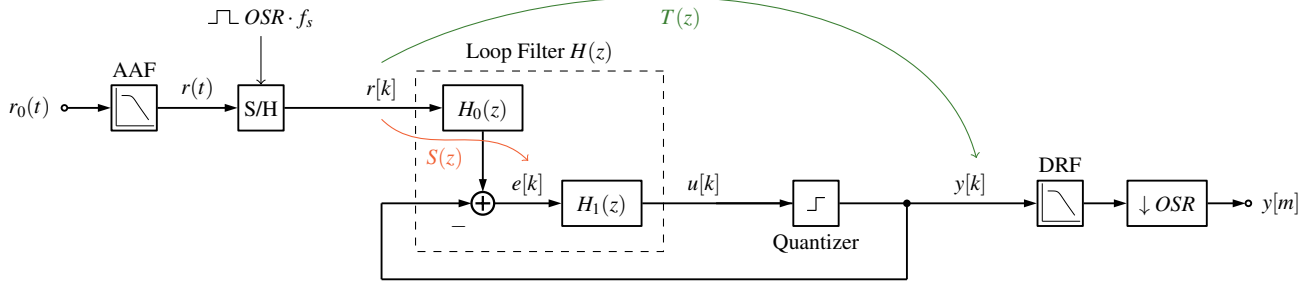 OSR · f_s
T(z)
Loop Filter H(z)
AAF
r_0(t)
r(t)
S/H
r[k]
H_0(z)
S(z)
e[k]
H_1(z)
u[k]
y[k]
DRF
↓ OSR
y[m]
−
Quantizer